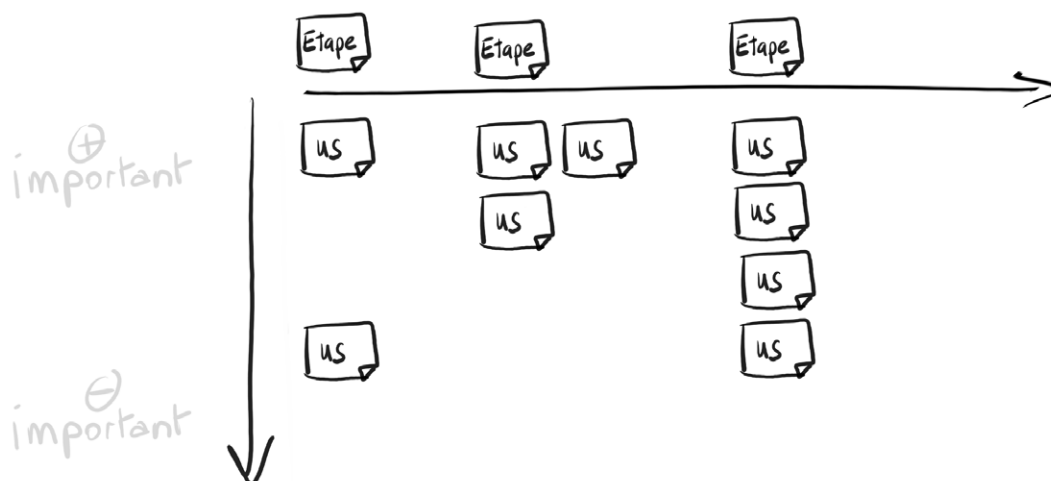 Etape Etape Etape
+
important
us us us us
us us
us
us us
-
important